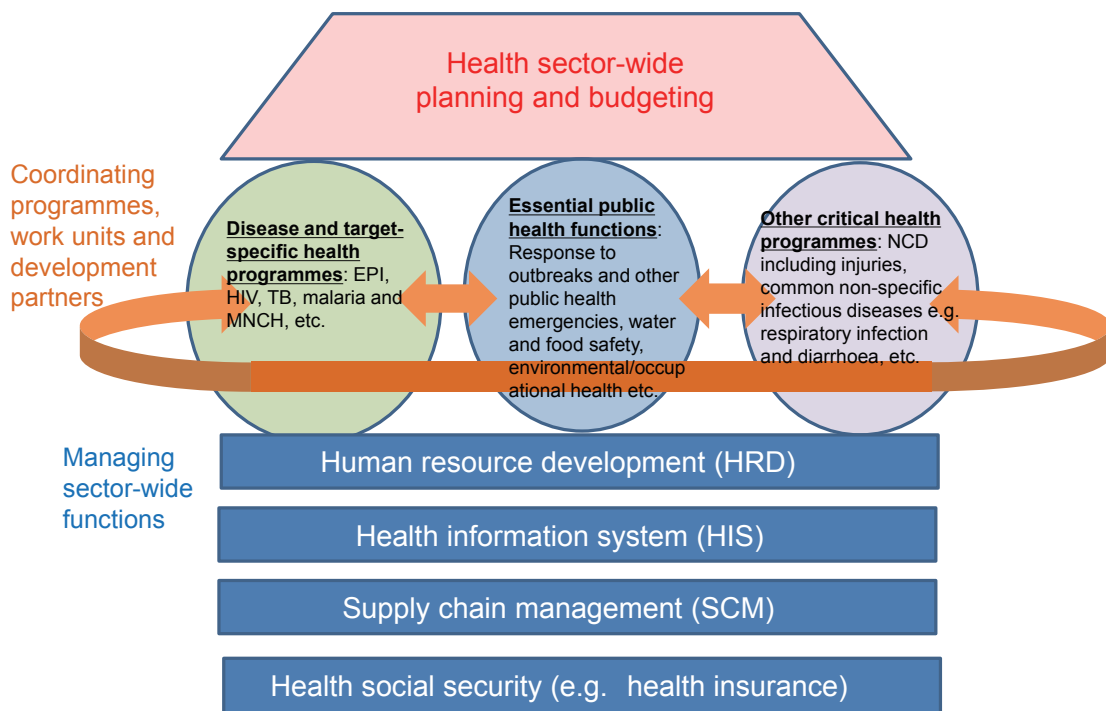 Health sector-wide
planning and budgeting
Coordinating
programmes,
work units and
development
partners
Disease and target-
specific health
programmes: EPI,
HIV, TB, malaria and
MNCH, etc.
Essential public
health functions:
Response to
outbreaks and other
public health
emergencies, water
and food safety,
environmental/occup
ational health etc.
Other critical health
programmes: NCD
including injuries,
common non-specific
infectious diseases e.g.
respiratory infection
and diarrhoea, etc.
Managing
sector-wide
functions
Human resource development (HRD)
Health information system (HIS)
Supply chain management (SCM)
Health social security (e.g. health insurance)